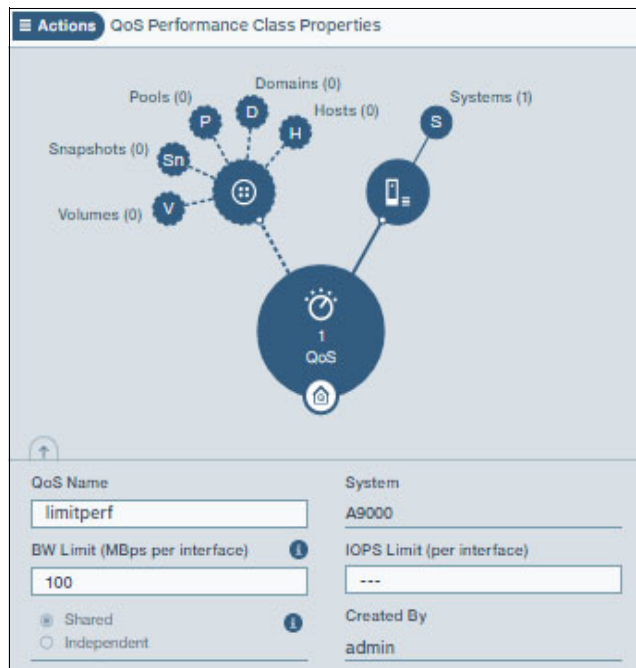 Actions QoS Performance Class Properties
Domains (0)
Pools (0)
Systems (1)
Hosts (0)
P
D
H
S
Snapshots (0)
Sn
Volumes (0)
V
1
QoS
QoS Name
System
limitperf
A9000
BW Limit (MBps per interface)
IOPS Limit (per interface)
100
---
Shared
Created By
Independent
admin